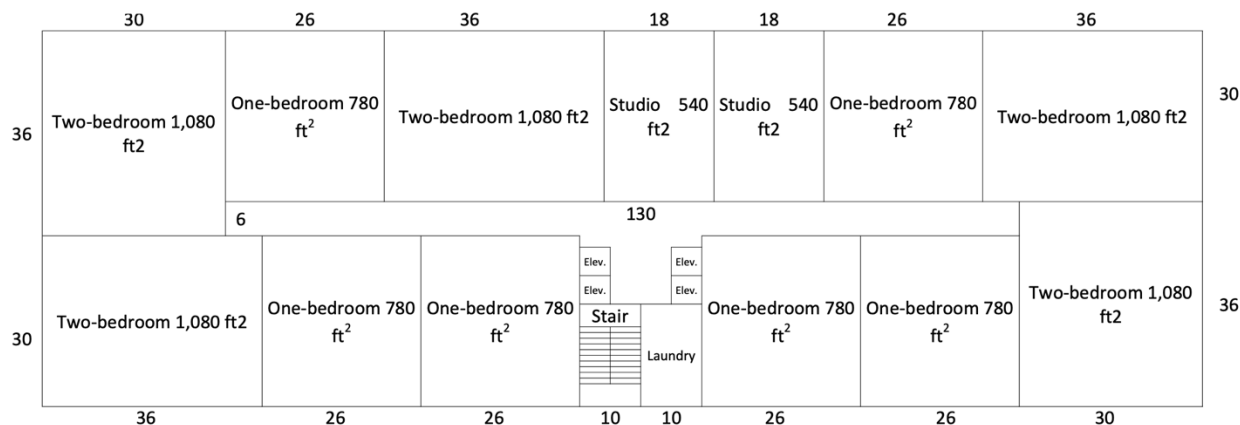 30 26 36 18 18 26 36
36
Two-bedroom 1,080
ft2
One-bedroom 780
ft²
Two-bedroom 1,080 ft2
Studio 540
ft2
Studio 540
ft2
One-bedroom 780
ft²
Two-bedroom 1,080 ft2
30
6
130
30
Two-bedroom 1,080 ft2
One-bedroom 780
ft²
One-bedroom 780
ft²
Elev.
Elev.
Elev.
Elev.
Stair
Laundry
One-bedroom 780
ft²
One-bedroom 780
ft²
Two-bedroom 1,080
ft2
36
36 26 26 10 10 26 26 30